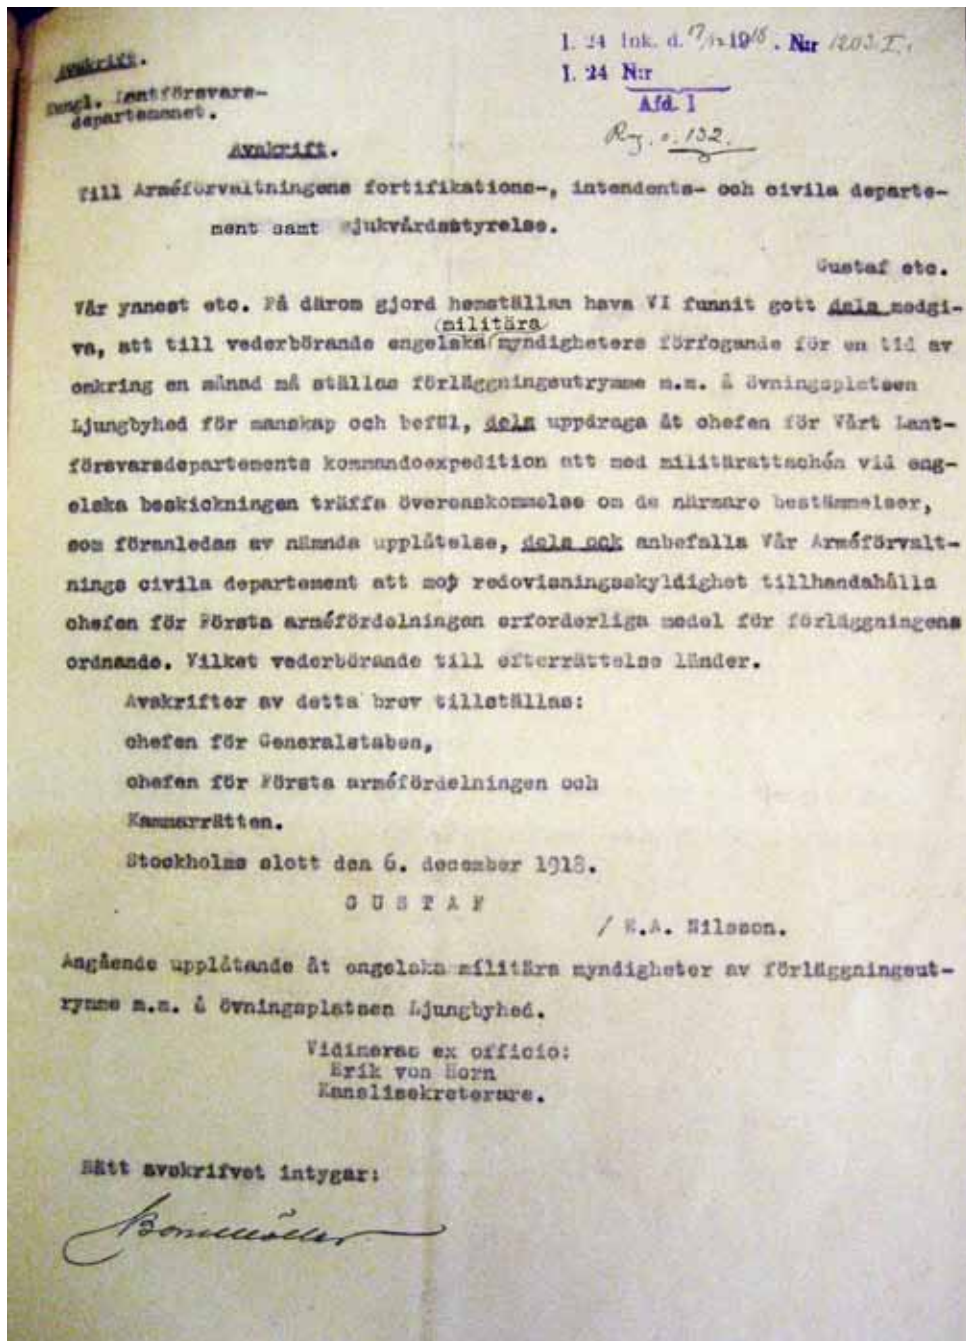 I. 24 Ink. d. 17/12 1918. Nr 1203.I.
I. 24 Nr
Afd. 1
Reg. s. 132.
Avskrift.
Kungl. Lantförsvars-
departementet.
Avskrift.
Till Arméförvaltningens fortifikations-, intendents- och civila departe-
ment samt sjukvårdsstyrelse.
Gustaf etc.
Vår ynnest etc. På därom gjord hemställan hava VI funnit gott dels medgi-
va, att till vederbörande engelska (militära) myndigheters förfogande för en tid av
omkring en månad må ställas förläggningsutrymme m.m. å övningsplatsen
Ljungbyhed för manskap och befäl, dels uppdraga åt chefen för Vårt Lant-
försvarsdepartements kommandoexpedition att med militärattachén vid eng-
elska beskickningen träffa överenskommelse om de närmare bestämmelser,
som föranledas av nämnda upplåtelse, dels ock anbefalla Vår Arméförvalt-
nings civila departement att mot redovisningsskyldighet tillhandahålla
chefen för Första arméfördelningen erforderliga medel för förläggningens
ordnande. Vilket vederbörande till efterrättelse länder.
Avskrifter av detta brev tillställas:
chefen för Generalstaben,
chefen för Första arméfördelningen och
Kammarrätten.
Stockholms slott den 6. december 1918.
G U S T A F
/ E.A. Nilsson.
Angående upplåtande åt engelska militära myndigheter av förläggningsut-
rymme m.m. å övningsplatsen Ljungbyhed.
Vidimeras ex officio:
Erik von Horn
Kanslisekreterare.
Rätt avskrifvet intygar: